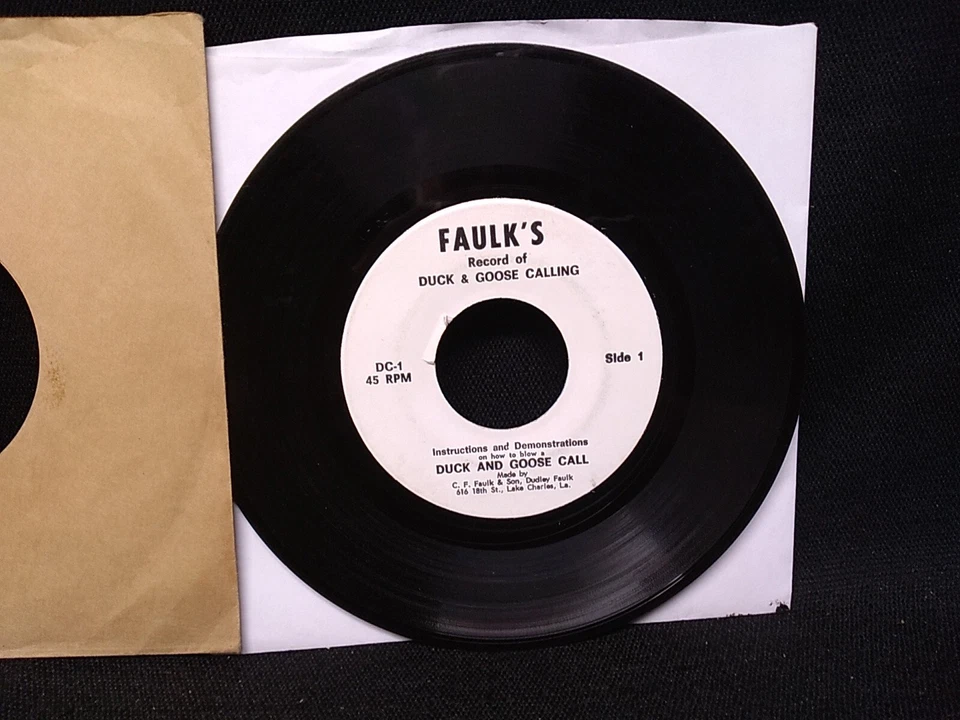 FAULK'S
Record of
DUCK & GOOSE CALLING
DC-1
45 RPM
Side 1
Instructions and Demonstrations
on how to blow a
DUCK AND GOOSE CALL
Made by
C. F. Faulk & Son, Dudley Faulk
616 18th St., Lake Charles, La.